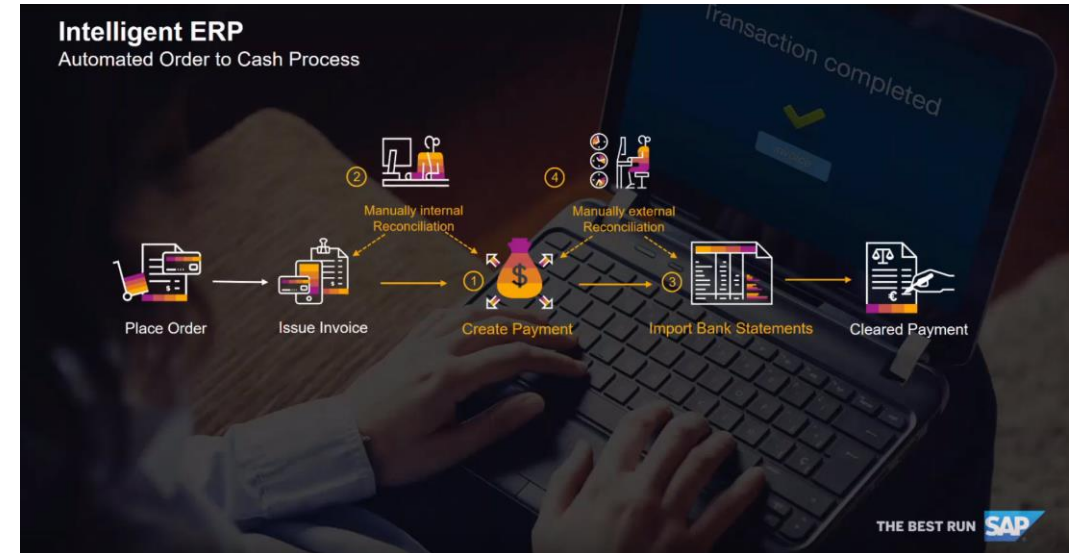 Intelligent ERP
Automated Order to Cash Process
Transaction completed
2
4
Manually internal
Reconciliation
Manually external
Reconciliation
1
$
3
Place Order
Issue Invoice
Create Payment
Import Bank Statements
Cleared Payment
THE BEST RUN SAP